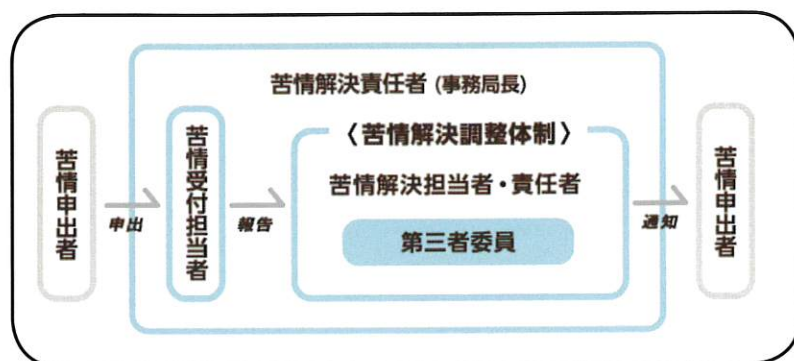 苦情解決責任者 (事務局長)
苦情申出者
申出
苦情受付担当者
報告
〈苦情解決調整体制〉
苦情解決担当者・責任者
第三者委員
通知
苦情申出者